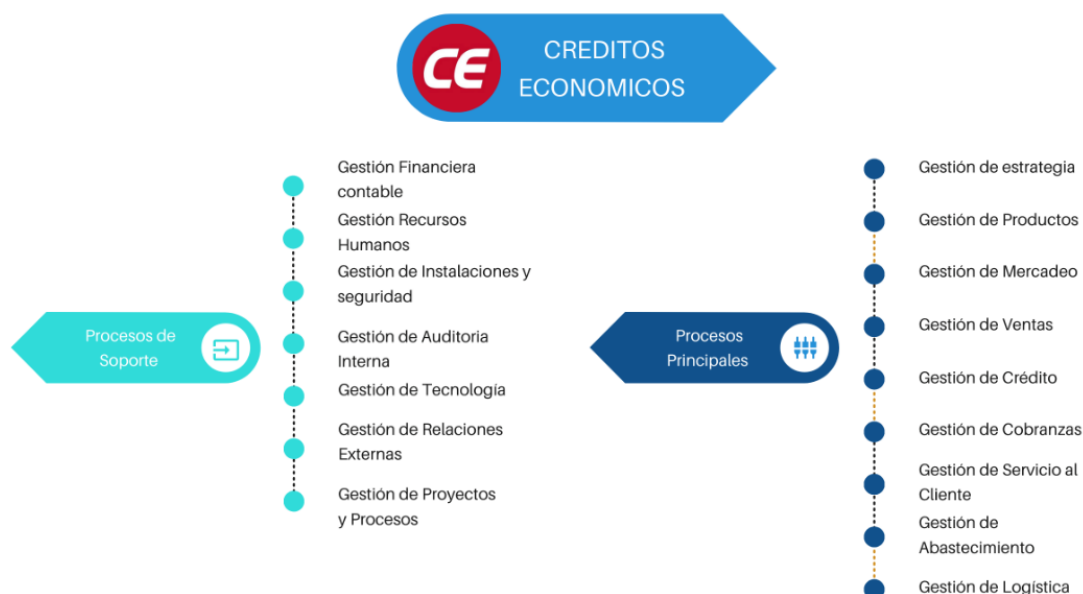 CE
CREDITOS
ECONOMICOS
Procesos de
Soporte
Gestión Financiera
contable
Gestión Recursos
Humanos
Gestión de Instalaciones y
seguridad
Gestión de Auditoria
Interna
Gestión de Tecnología
Gestión de Relaciones
Externas
Gestión de Proyectos
y Procesos
Procesos
Principales
Gestión de estrategia
Gestión de Productos
Gestión de Mercadeo
Gestión de Ventas
Gestión de Crédito
Gestión de Cobranzas
Gestión de Servicio al
Cliente
Gestión de
Abastecimiento
Gestión de Logística